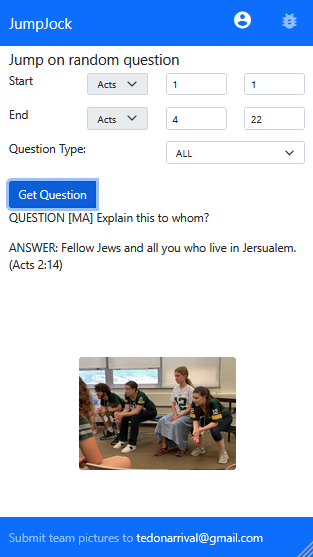 JumpJock
Jump on random question
Start Acts 1 1
End Acts 4 22
Question Type: ALL
Get Question
QUESTION [MA] Explain this to whom?
ANSWER: Fellow Jews and all you who live in Jersualem.
(Acts 2:14)
12
Submit team pictures to tedonarrival@gmail.com